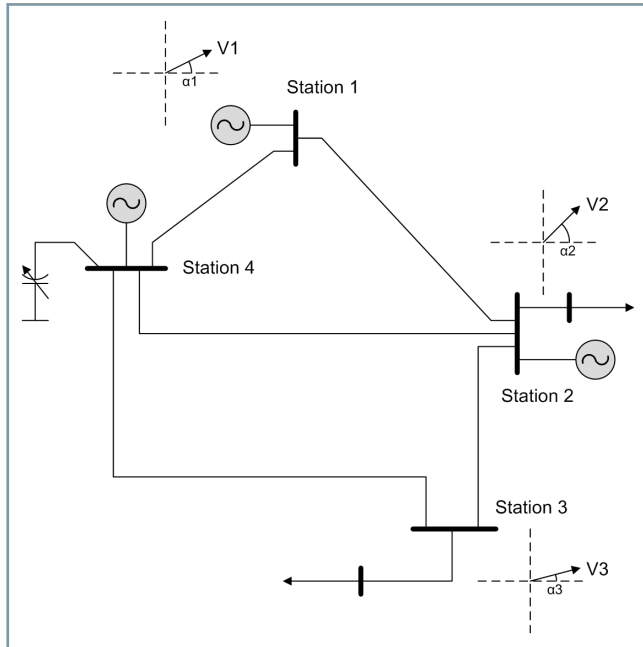 V1
α1
Station 1
V2
α2
Station 4
Station 2
Station 3
V3
α3